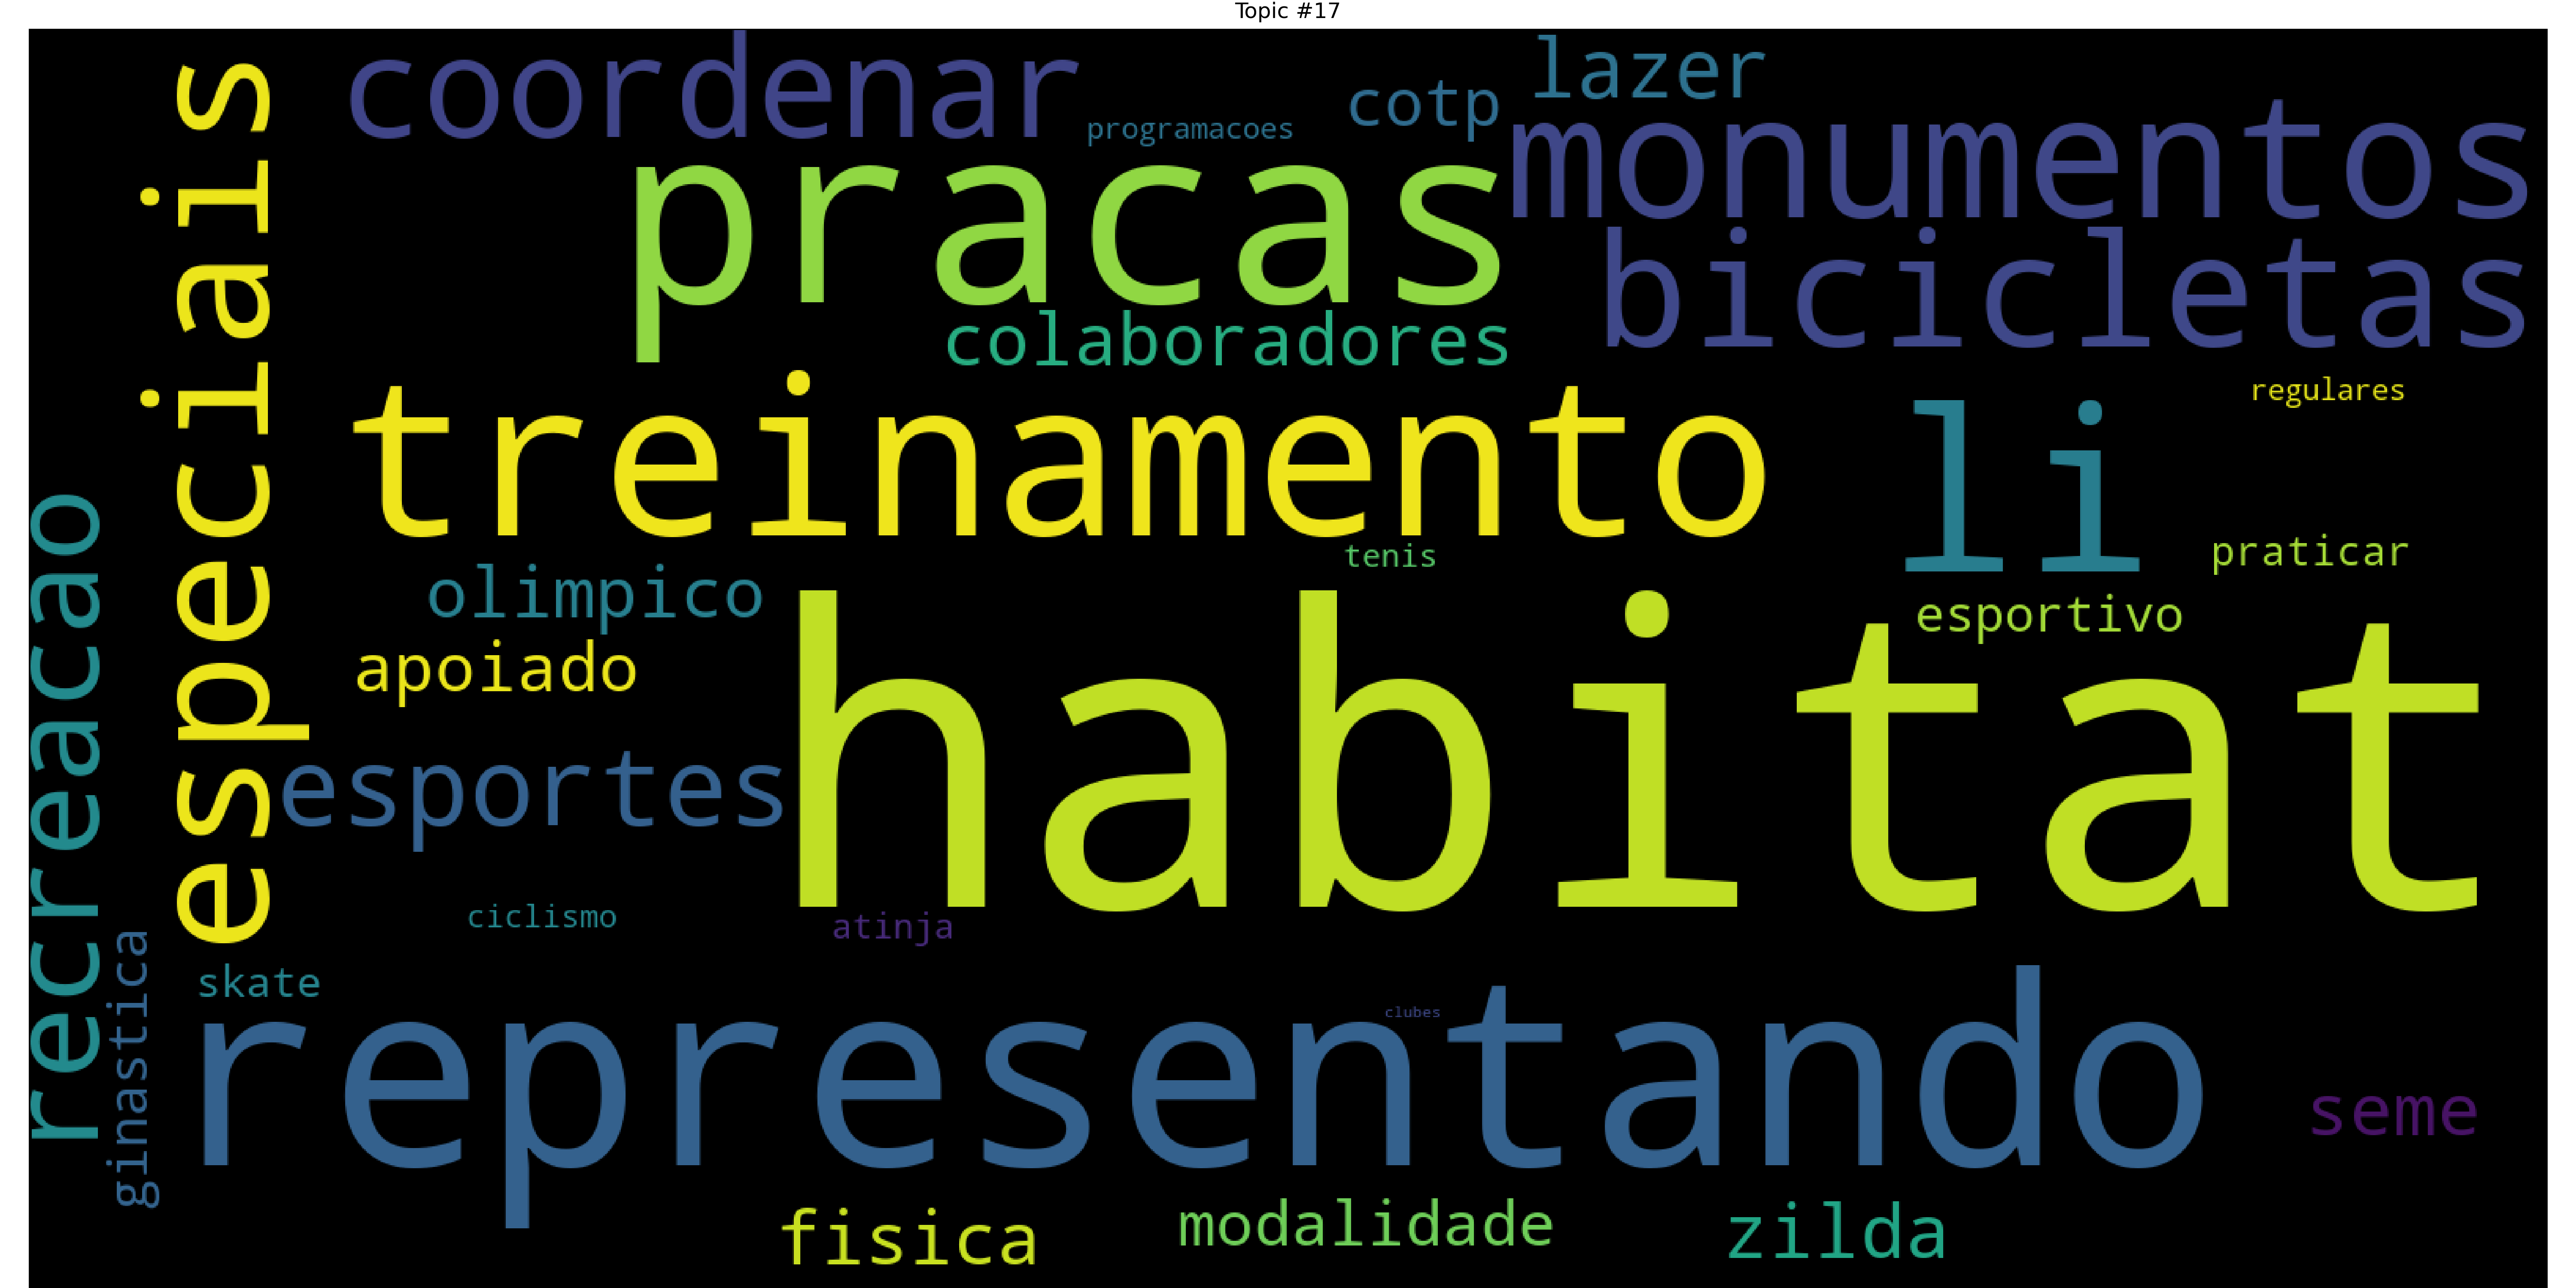 Topic #17
coordenar
programacoes
cotp
lazer
monumentos
pracas
bicicletas
colaboradores
especiais
treinamento
li
regulares
tenis
praticar
olimpico
esportivo
apoiado
habitat
esportes
recreacao
ciclismo
atinja
skate
ginastica
representando
clubes
seme
fisica
modalidade
zilda